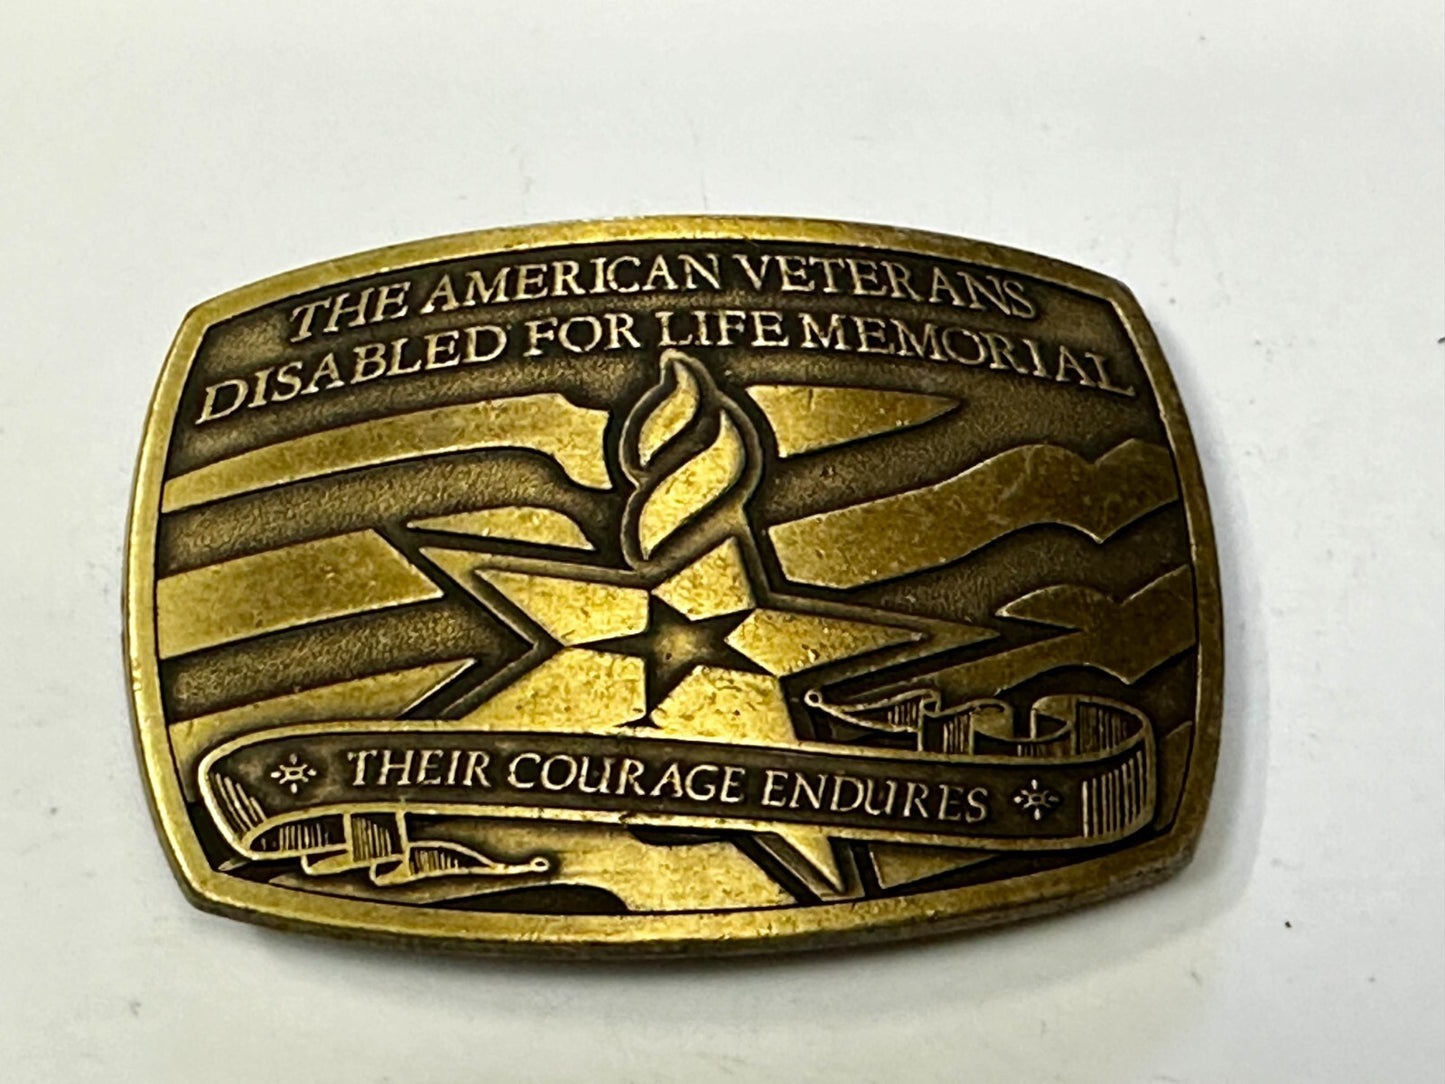 THE AMERICAN VETERANS
DISABLED FOR LIFE MEMORIAL
THEIR COURAGE ENDURES